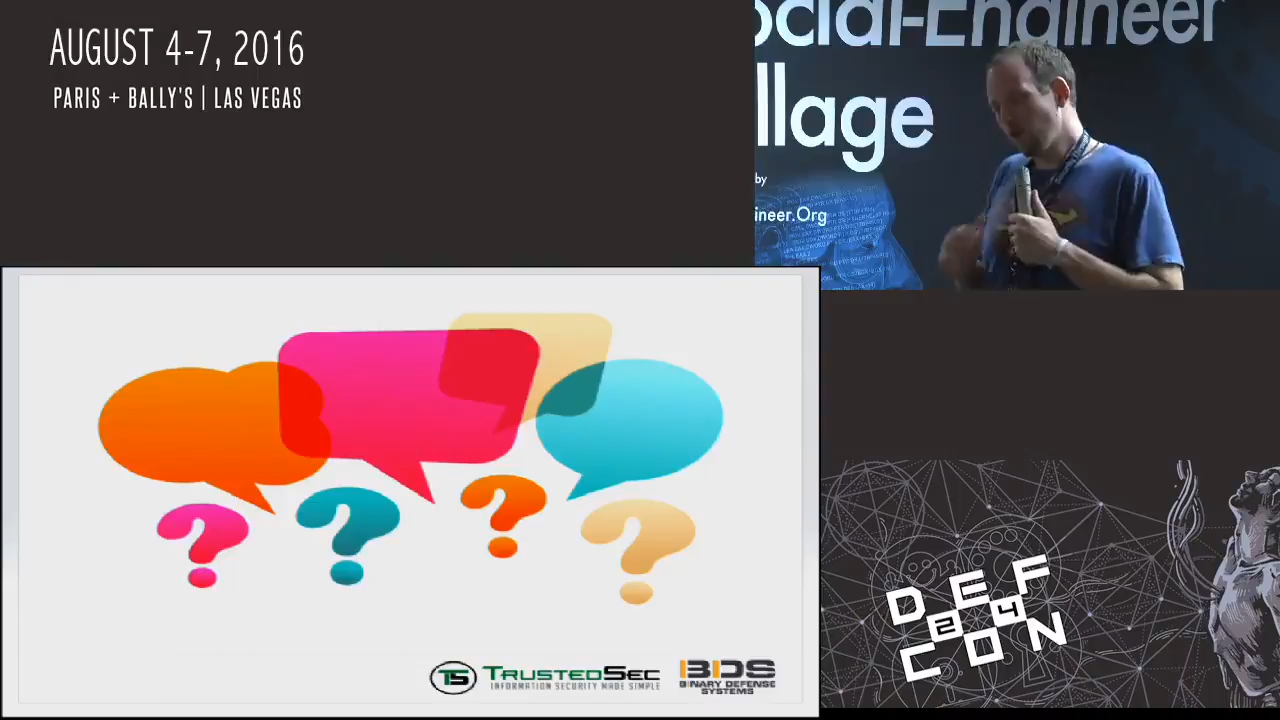 AUGUST 4-7, 2016
PARIS + BALLY'S | LAS VEGAS
ocial-Engineer
llage
by
ineer.Org
? ? ? ?
TS TRUSTEDSEC
INFORMATION SECURITY MADE SIMPLE
BDS
BINARY DEFENSE
SYSTEMS
DEF
24
CON